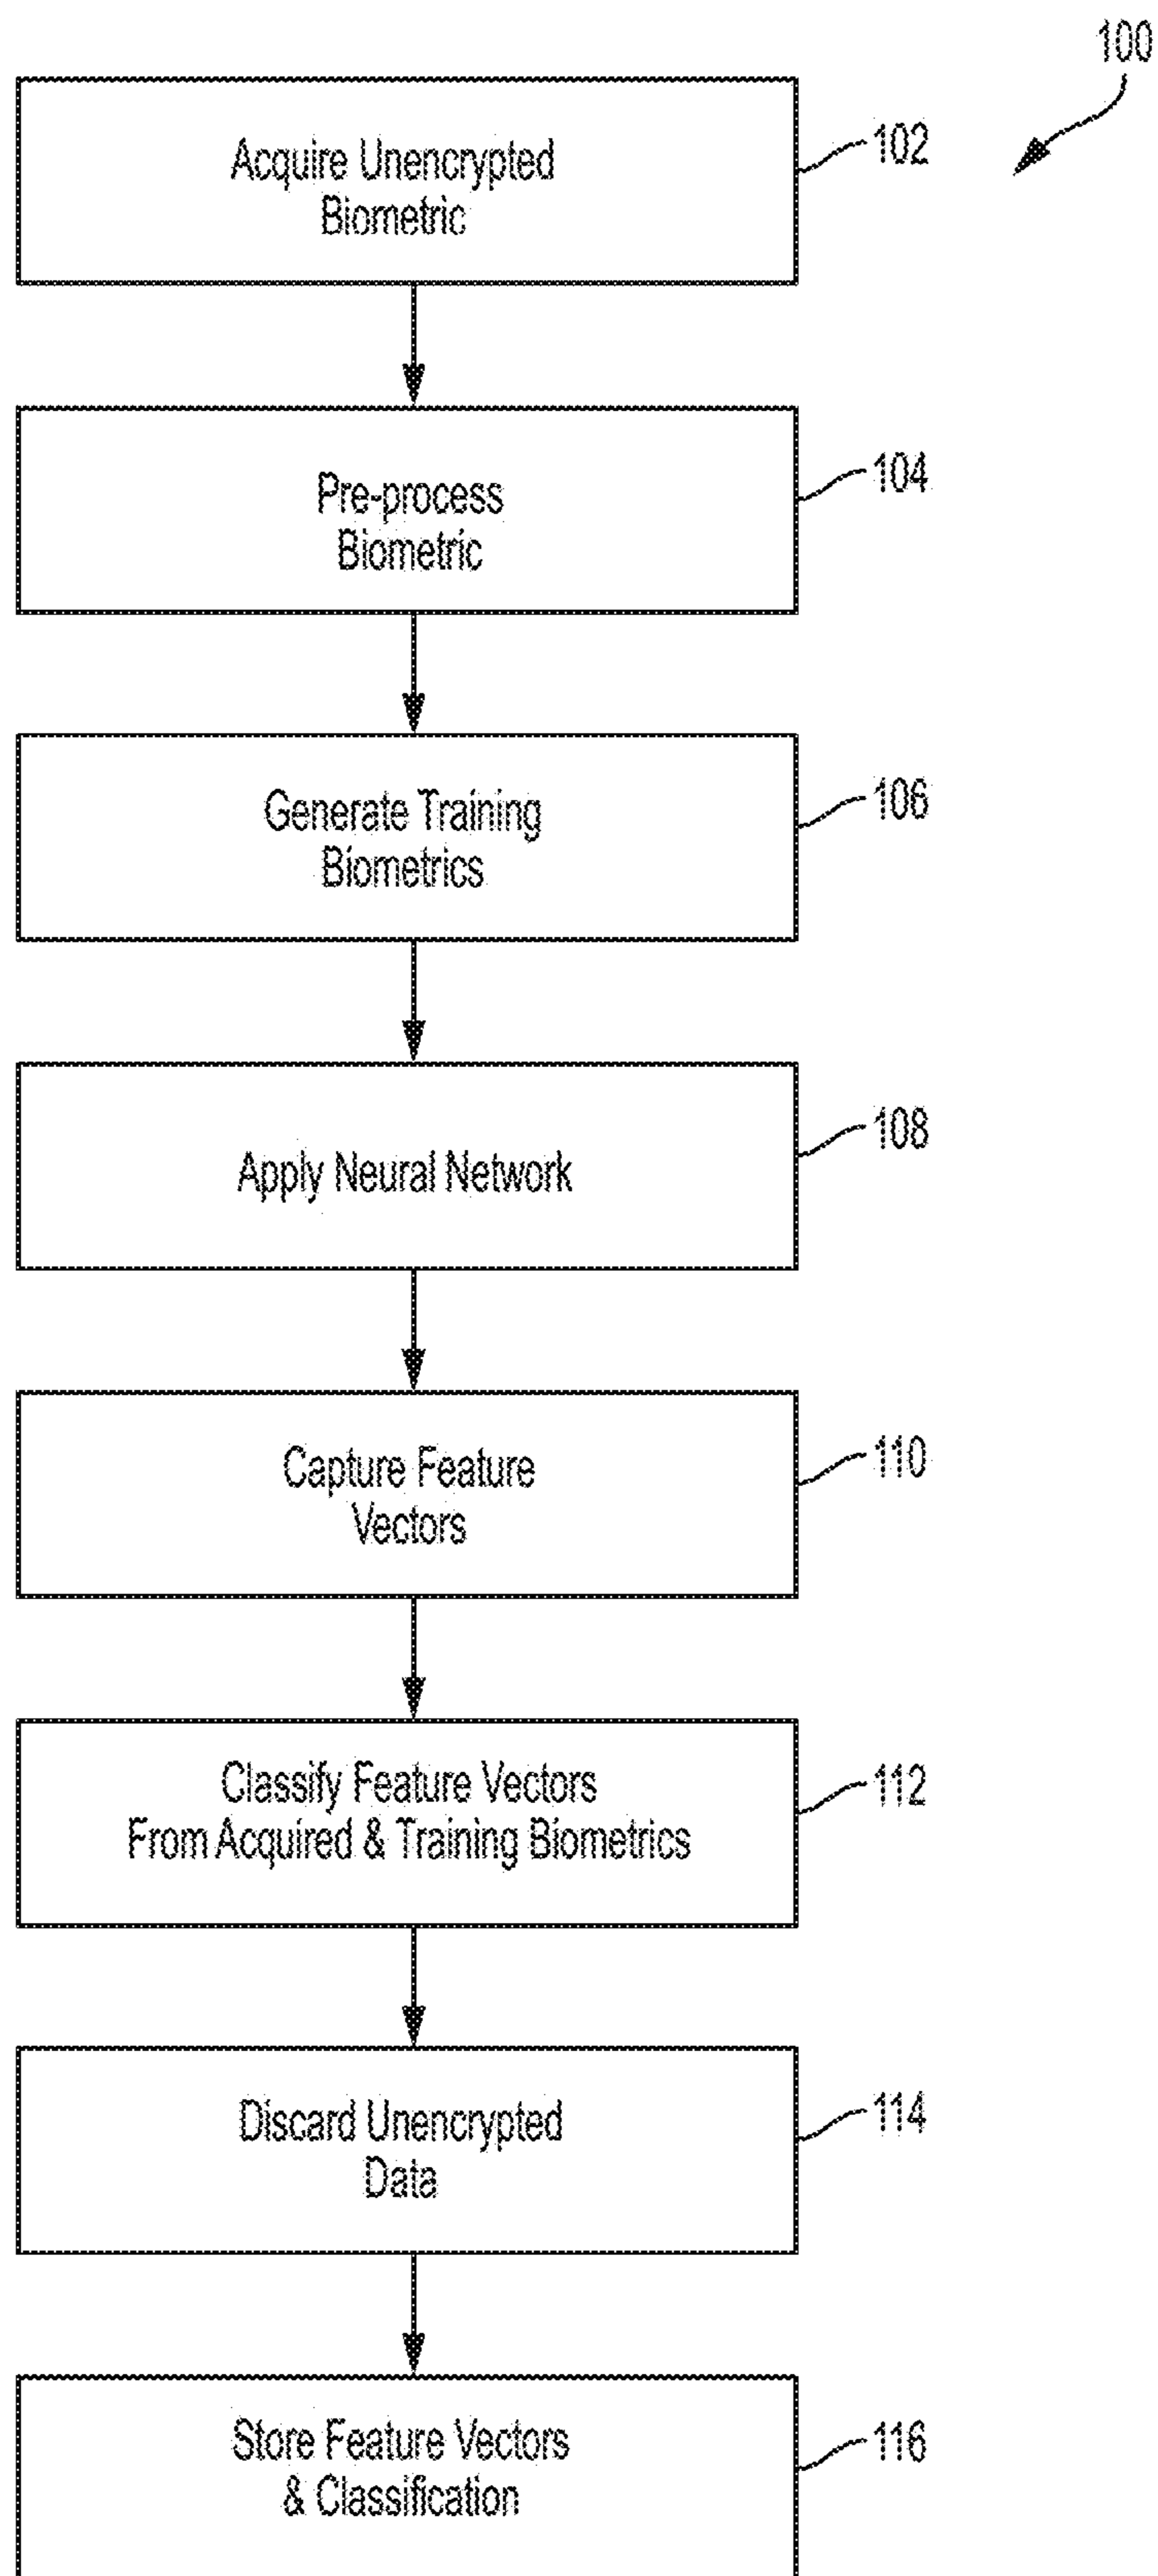 100
Acquire Unencrypted
Biometric
102
Pre-process
Biometric
104
Generate Training
Biometrics
106
Apply Neural Network
108
Capture Feature
Vectors
110
Classify Feature Vectors
From Acquired & Training Biometrics
112
Discard Unencrypted
Data
114
Store Feature Vectors
& Classification
116